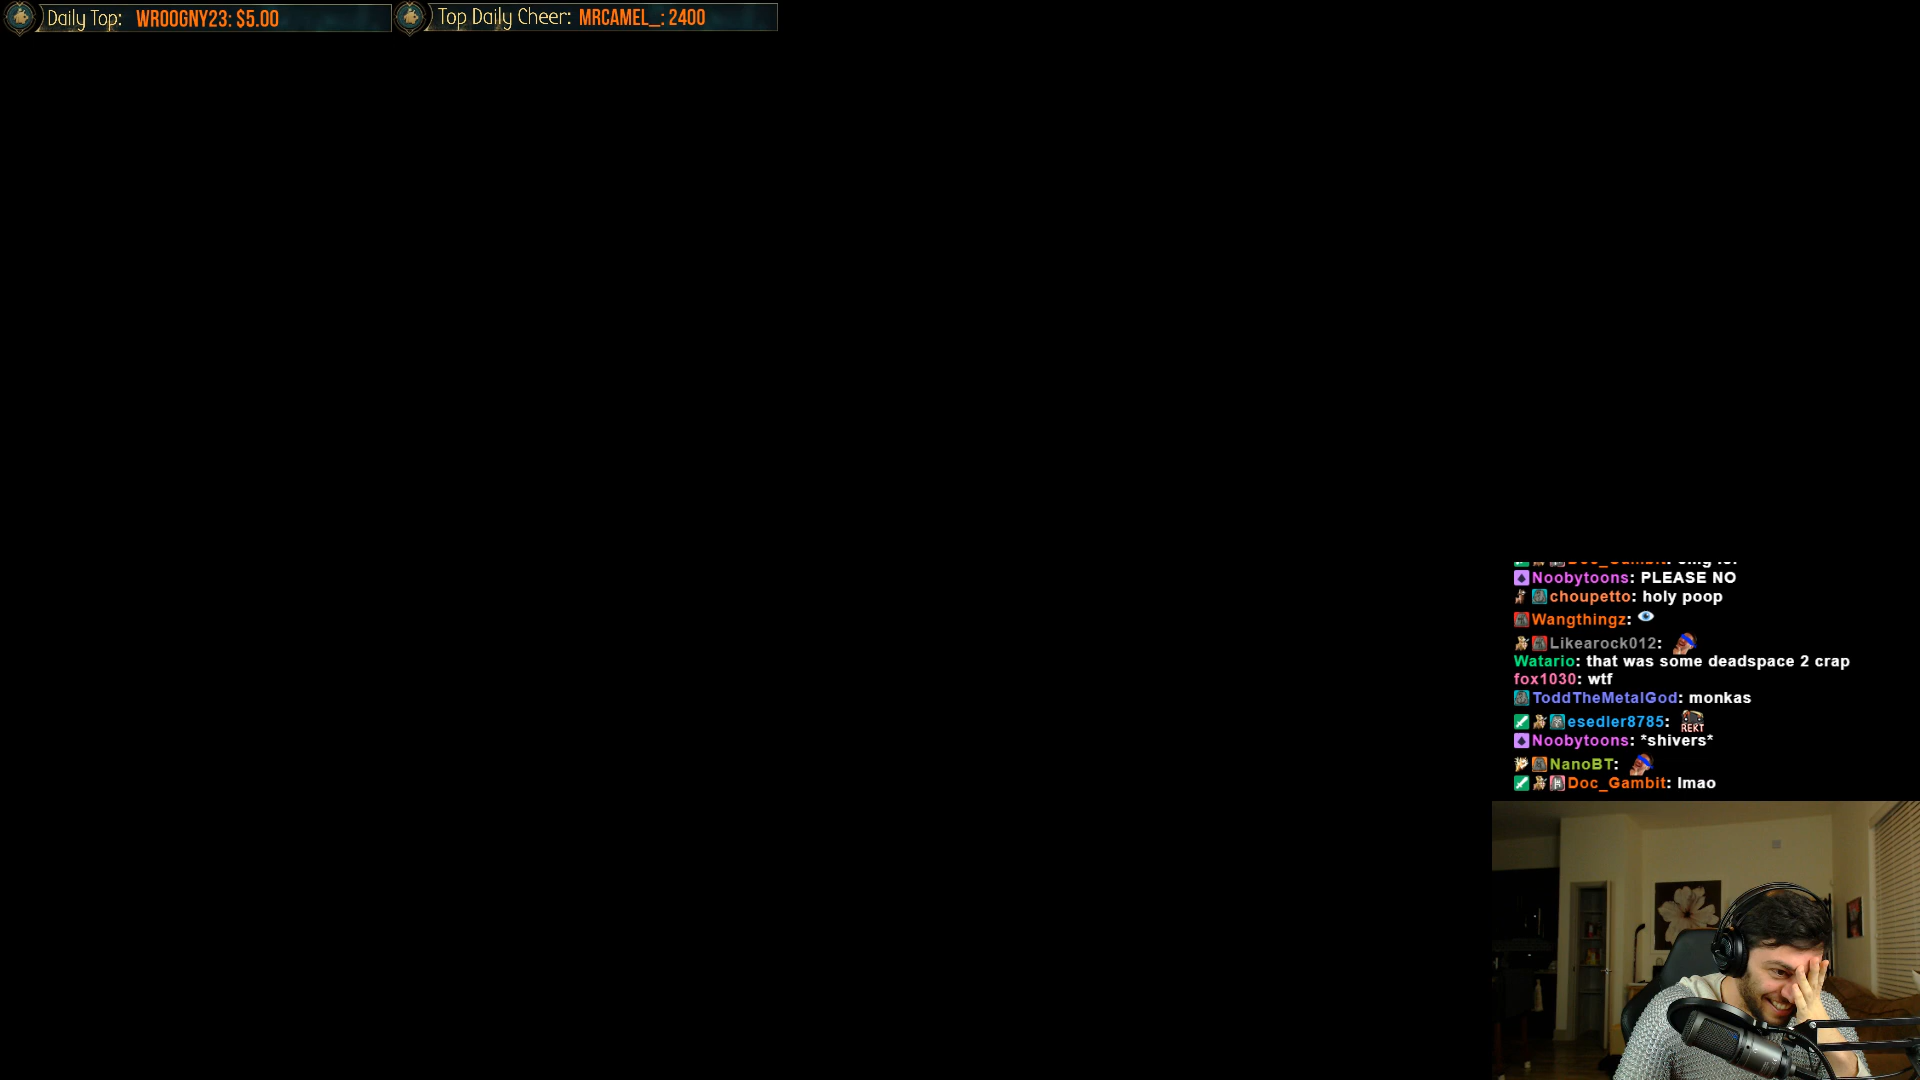 Daily Top: WROOGNY23: $5.00
Top Daily Cheer: MRCAMEL_: 2400
Noobytoons: PLEASE NO
choupetto: holy poop
Wangthingz:
Likearock012:
Watario: that was some deadspace 2 crap
fox1030: wtf
ToddTheMetalGod: monkas
esedler8785: REKT
Noobytoons: *shivers*
NanoBT:
Doc_Gambit: lmao